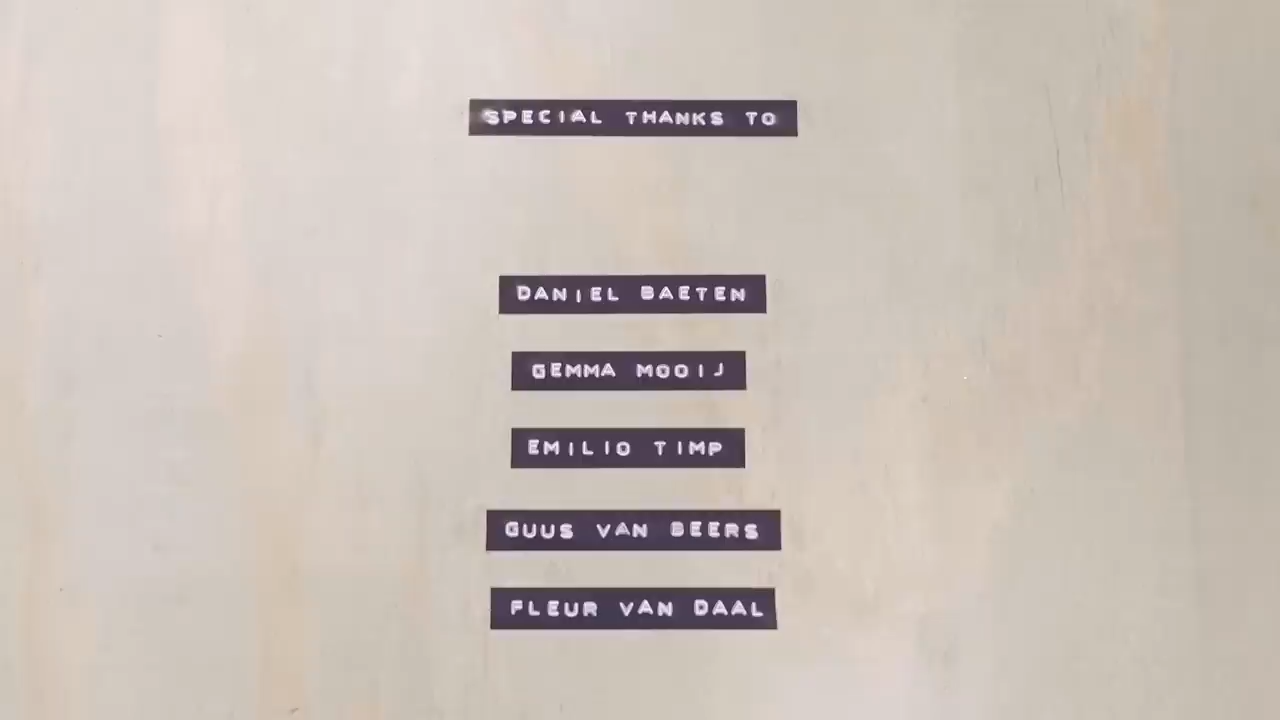 SPECIAL THANKS TO
DANIEL BAETEN
GEMMA MOOIJ
EMILIO TIMP
GUUS VAN BEERS
FLEUR VAN DAAL